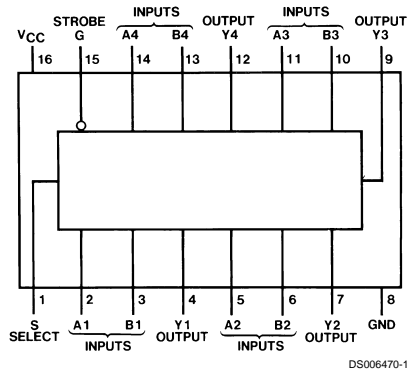 INPUTS INPUTS
STROBE OUTPUT OUTPUT
VCC G A4 B4 Y4 A3 B3 Y3
16 15 14 13 12 11 10 9
1 2 3 4 5 6 7 8
S A1 B1 Y1 A2 B2 Y2 GND
SELECT OUTPUT OUTPUT
INPUTS INPUTS
DS006470-1